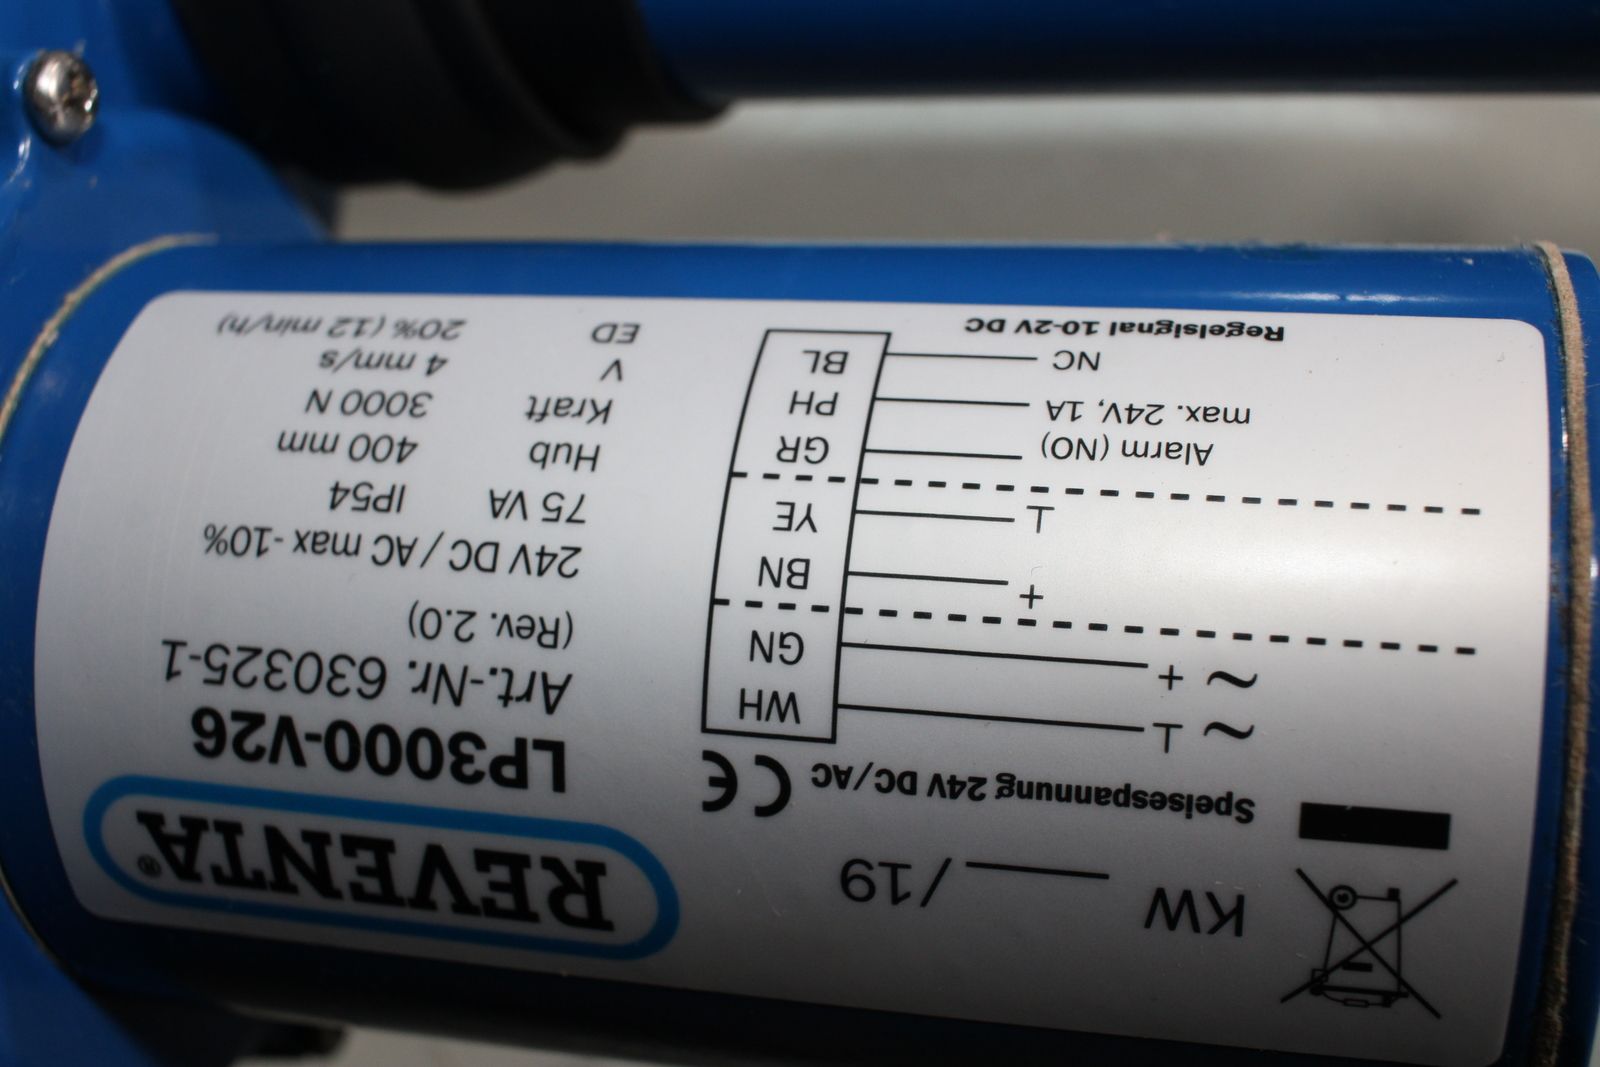 REVENTA®
LP3000-V26
Art.-Nr. 630325-1
(Rev. 2.0)
24V DC / AC max -10%
75 VA IP54
Hub 400 mm
Kraft 3000 N
V 4 mm/s
ED 20% (12 min/h)
KW ____ /19
Speisespannung 24V DC/AC CE
~ ⊥ WH
~ + GN
+ BN
⊥ YE
Alarm (NO) GR
max. 24V, 1A PH
NC BL
Regelsignal 10-2V DC